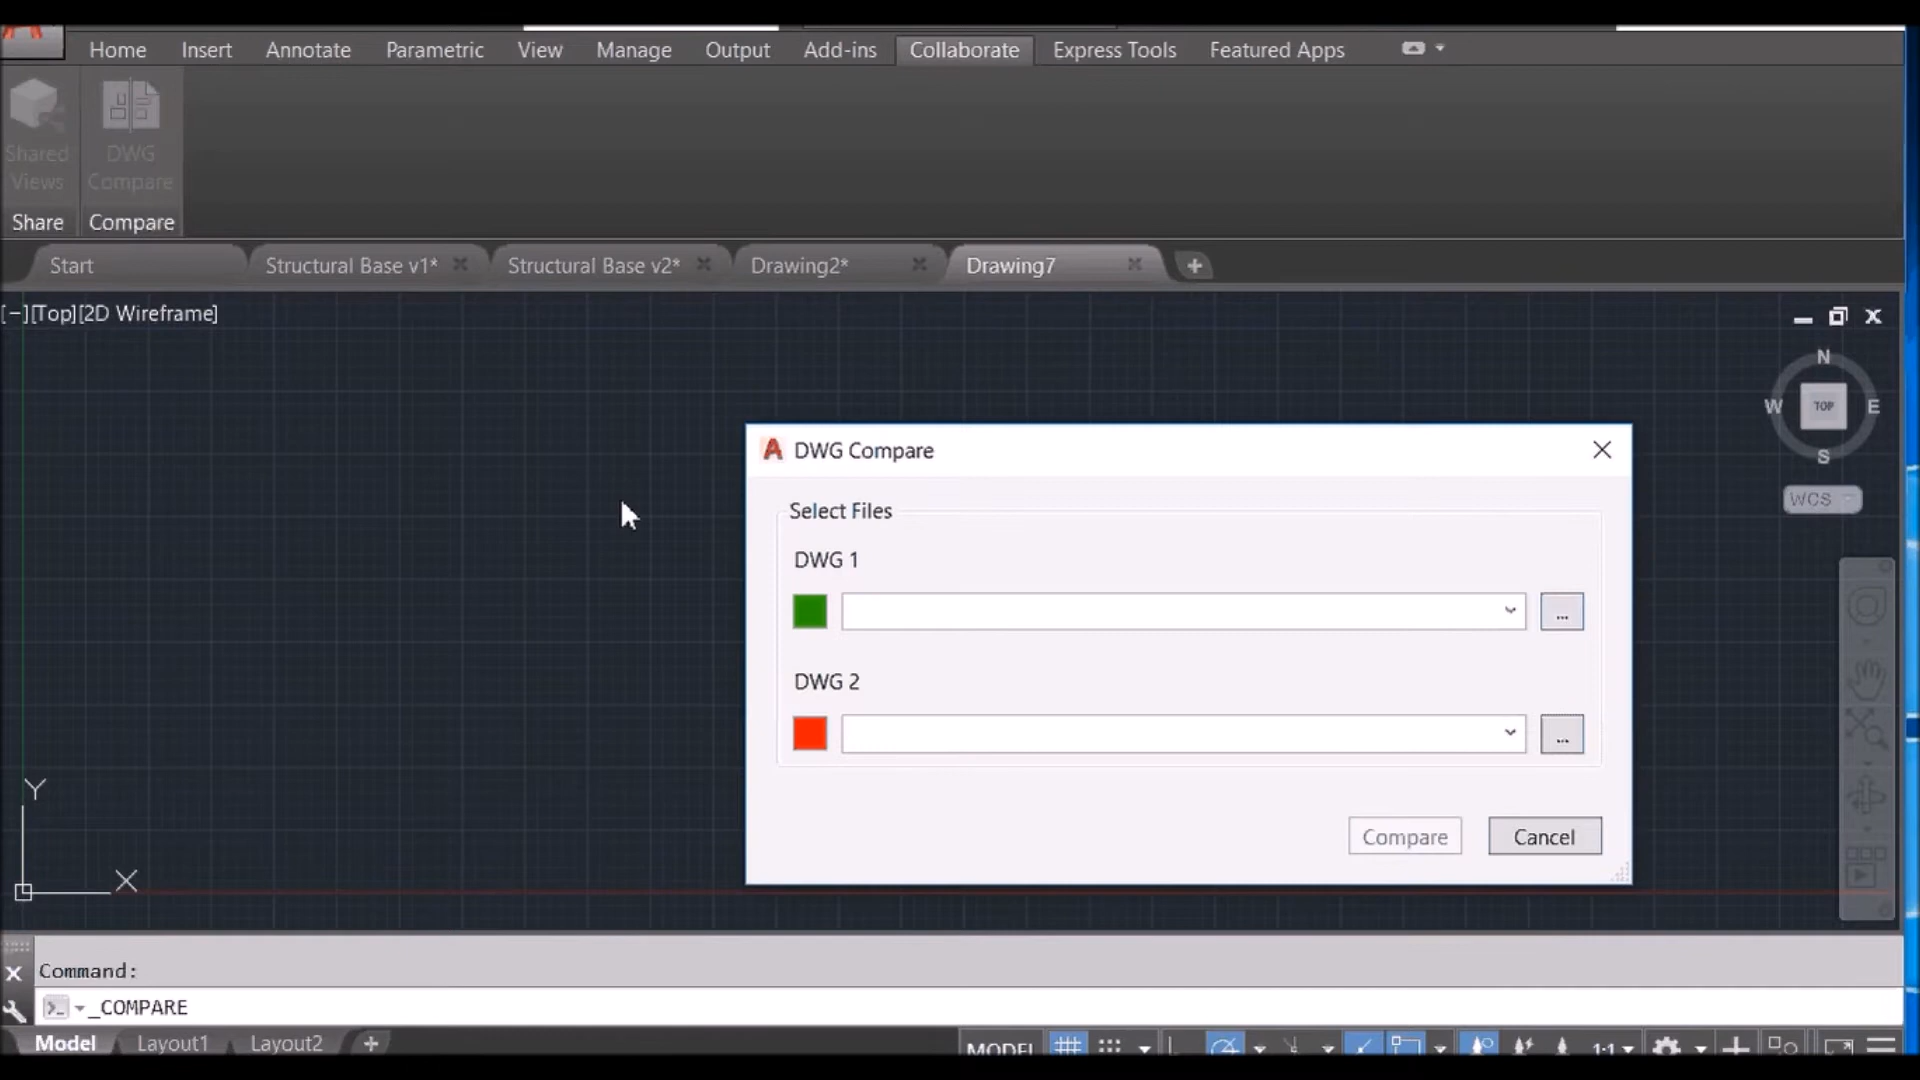 Home Insert Annotate Parametric View Manage Output Add-ins Collaborate Express Tools Featured Apps
Shared Views
DWG Compare
Share Compare
Start Structural Base v1* Structural Base v2* Drawing2* Drawing7
[−][Top][2D Wireframe]
N
W TOP E
S
WCS
DWG Compare
Select Files
DWG 1
...
DWG 2
...
Compare Cancel
Y
X
Command:
_COMPARE
Model Layout1 Layout2 + MODEL 1:1